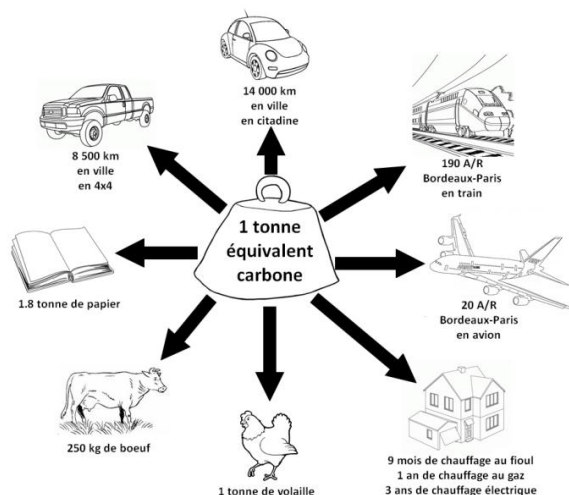 14 000 km
en ville
en citadine
8 500 km
en ville
en 4x4
190 A/R
Bordeaux-Paris
en train
1 tonne
équivalent
carbone
1.8 tonne de papier
20 A/R
Bordeaux-Paris
en avion
250 kg de boeuf
1 tonne de volaille
9 mois de chauffage au fioul
1 an de chauffage au gaz
3 ans de chauffage électrique